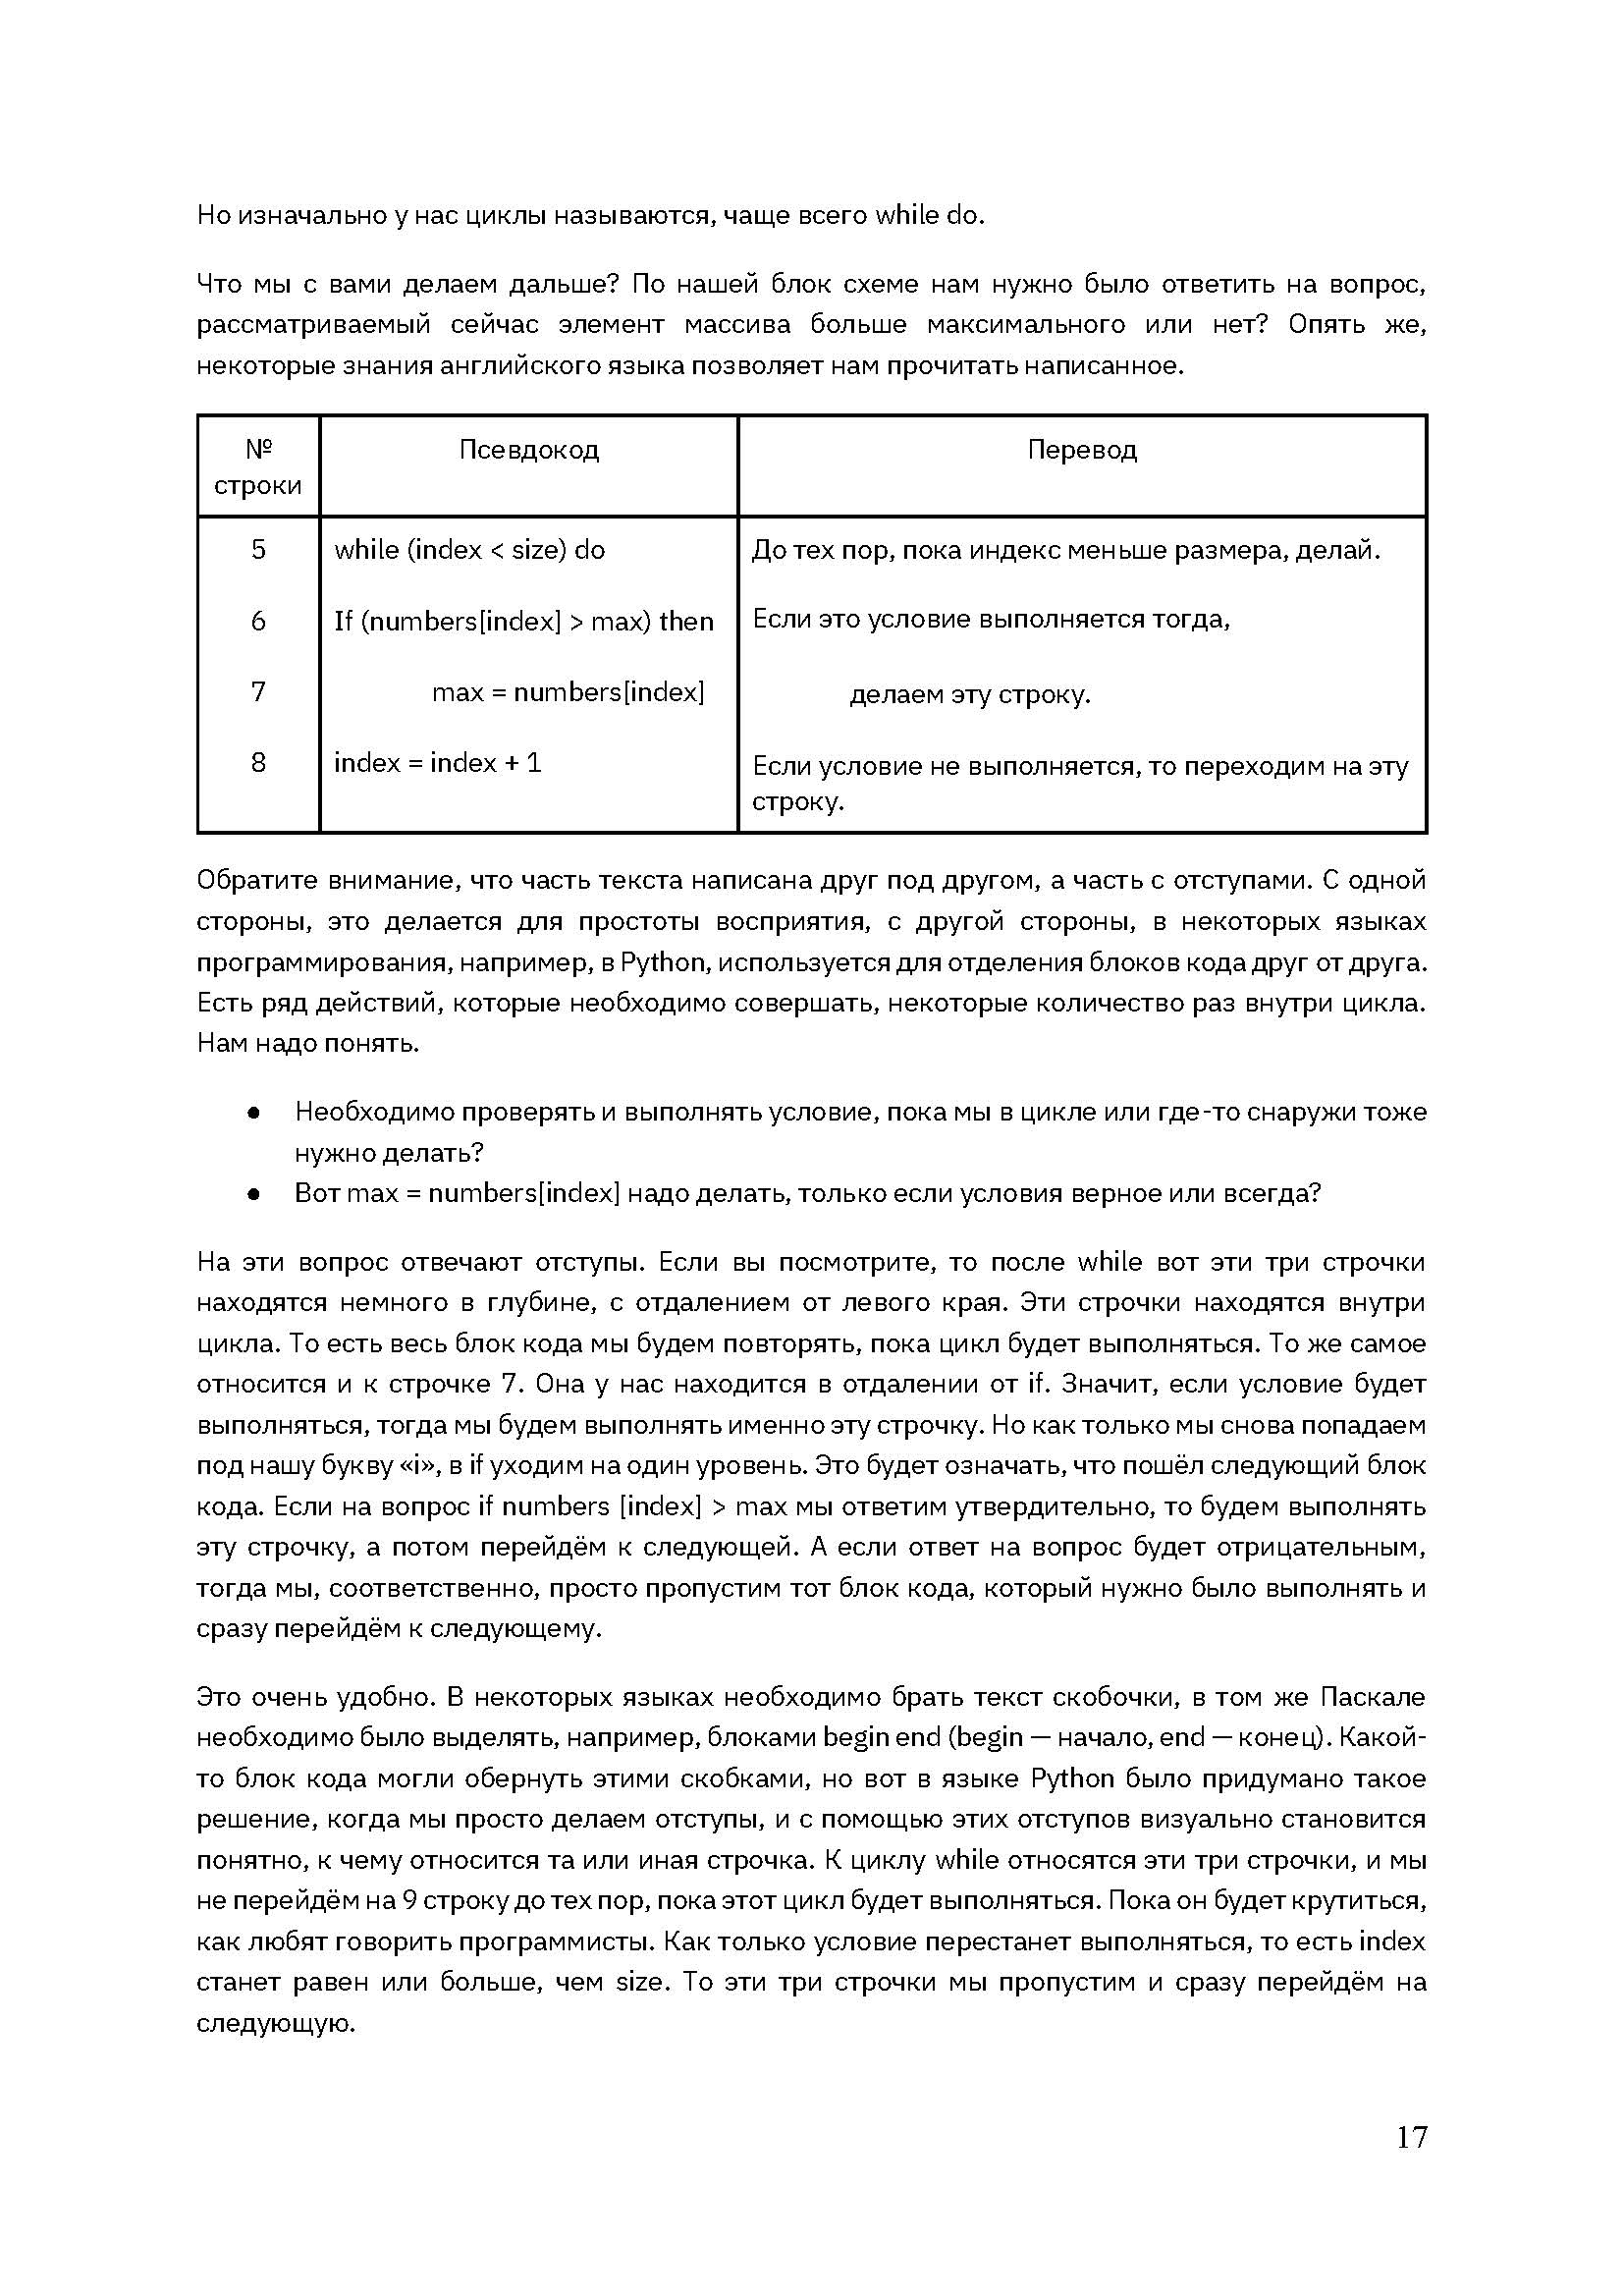 Но изначально у нас циклы называются, чаще всего while do.
Что мы с вами делаем дальше? По нашей блок схеме нам нужно было ответить на вопрос,
рассматриваемый сейчас элемент массива больше максимального или нет? Опять же,
некоторые знания английского языка позволяет нам прочитать написанное.
№
строки
Псевдокод
Перевод
5
while (index < size) do
До тех пор, пока индекс меньше размера, делай.
6
If (numbers[index] > max) then
Если это условие выполняется тогда,
7
max = numbers[index]
делаем эту строку.
8
index = index + 1
Если условие не выполняется, то переходим на эту
строку.
Обратите внимание, что часть текста написана друг под другом, а часть с отступами. С одной
стороны, это делается для простоты восприятия, с другой стороны, в некоторых языках
программирования, например, в Python, используется для отделения блоков кода друг от друга.
Есть ряд действий, которые необходимо совершать, некоторые количество раз внутри цикла.
Нам надо понять.
● Необходимо проверять и выполнять условие, пока мы в цикле или где-то снаружи тоже
нужно делать?
● Вот max = numbers[index] надо делать, только если условия верное или всегда?
На эти вопрос отвечают отступы. Если вы посмотрите, то после while вот эти три строчки
находятся немного в глубине, с отдалением от левого края. Эти строчки находятся внутри
цикла. То есть весь блок кода мы будем повторять, пока цикл будет выполняться. То же самое
относится и к строчке 7. Она у нас находится в отдалении от if. Значит, если условие будет
выполняться, тогда мы будем выполнять именно эту строчку. Но как только мы снова попадаем
под нашу букву «i», в if уходим на один уровень. Это будет означать, что пошёл следующий блок
кода. Если на вопрос if numbers [index] > max мы ответим утвердительно, то будем выполнять
эту строчку, а потом перейдём к следующей. А если ответ на вопрос будет отрицательным,
тогда мы, соответственно, просто пропустим тот блок кода, который нужно было выполнять и
сразу перейдём к следующему.
Это очень удобно. В некоторых языках необходимо брать текст скобочки, в том же Паскале
необходимо было выделять, например, блоками begin end (begin — начало, end — конец). Какой-
то блок кода могли обернуть этими скобками, но вот в языке Python было придумано такое
решение, когда мы просто делаем отступы, и с помощью этих отступов визуально становится
понятно, к чему относится та или иная строчка. К циклу while относятся эти три строчки, и мы
не перейдём на 9 строку до тех пор, пока этот цикл будет выполняться. Пока он будет крутиться,
как любят говорить программисты. Как только условие перестанет выполняться, то есть index
станет равен или больше, чем size. То эти три строчки мы пропустим и сразу перейдём на
следующую.
17